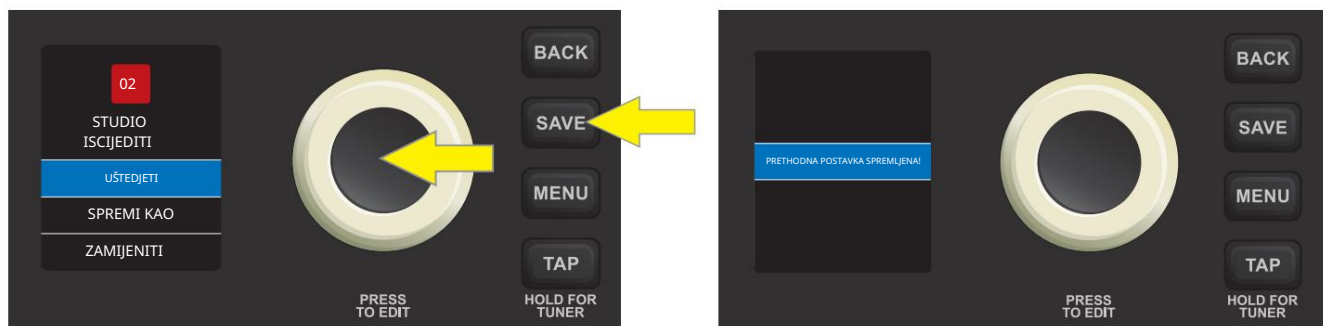 02
STUDIO
ISCIJEDITI
UŠTEDJETI
SPREMI KAO
ZAMIJENITI
BACK
SAVE
MENU
TAP
PRESS
TO EDIT
HOLD FOR
TUNER
PRETHODNA POSTAVKA SPREMLJENA!
BACK
SAVE
MENU
TAP
PRESS
TO EDIT
HOLD FOR
TUNER